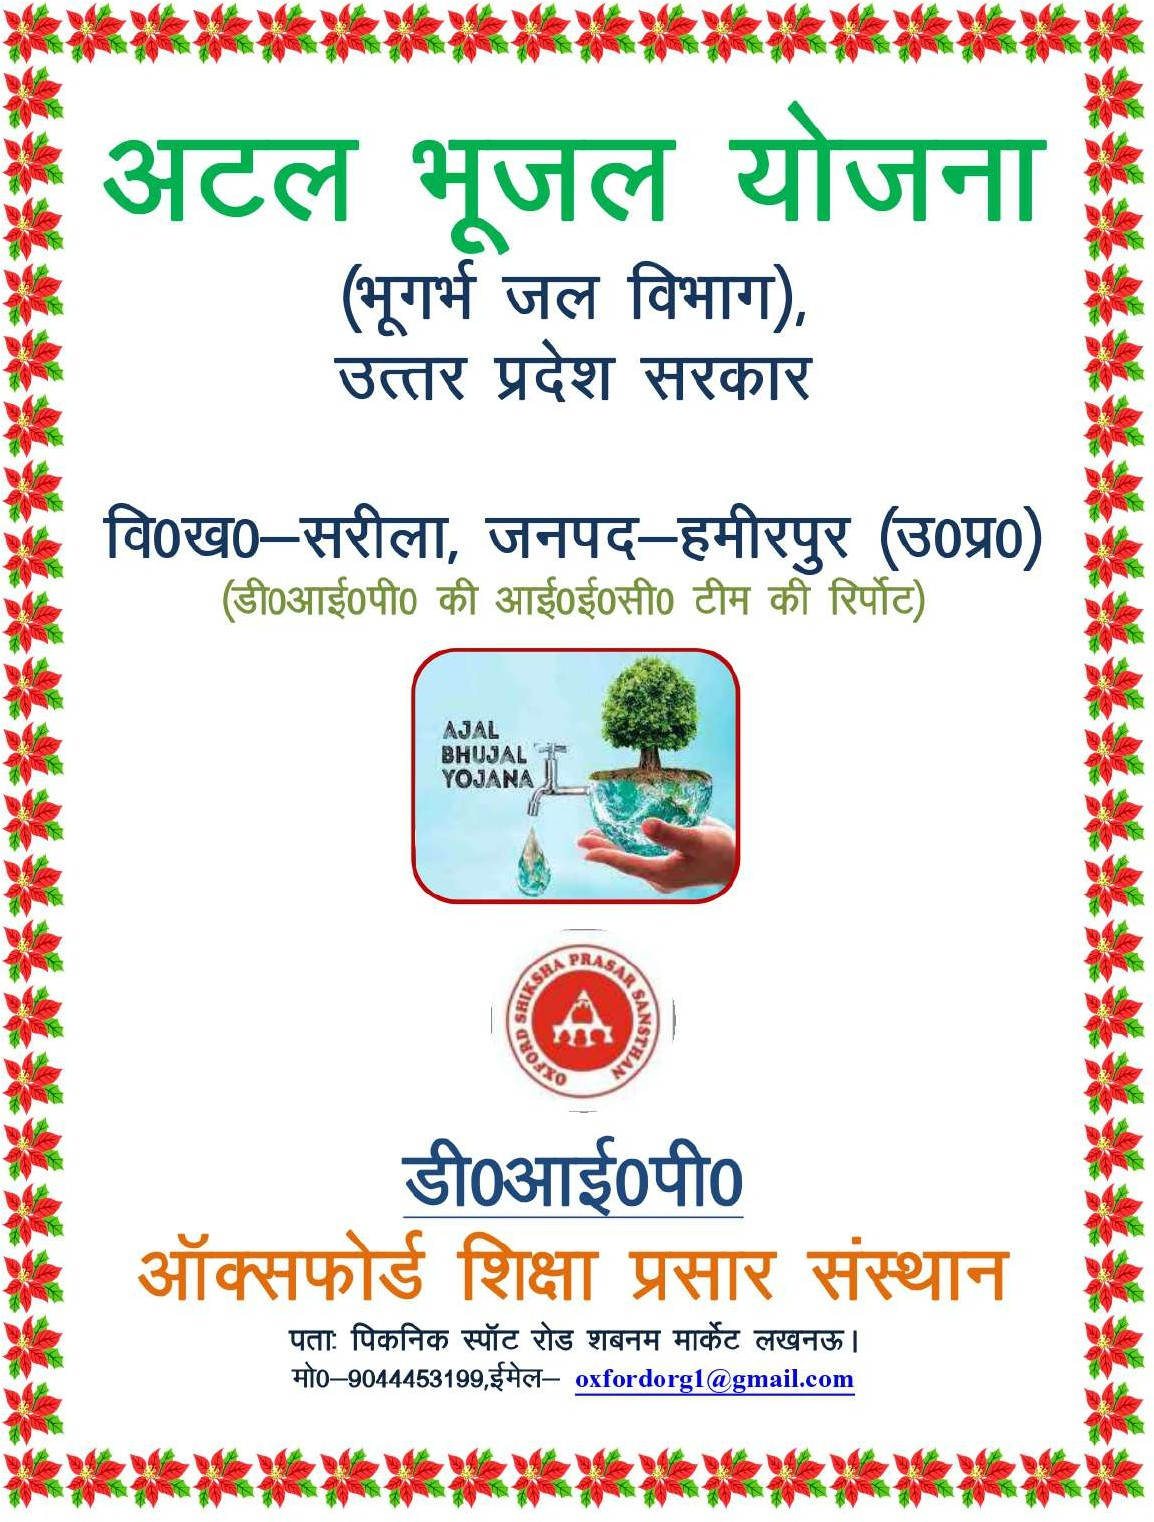 अटल भूजल योजना
(भूगर्भ जल विभाग),
उत्तर प्रदेश सरकार
वि0ख0–सरीला, जनपद–हमीरपुर (उ0प्र0)
(डी0आई0पी0 की आई0ई0सी0 टीम की रिर्पोट)
AJAL
BHUJAL
YOJANA
OXFORD SHIKSHA PRASAR SANSTHAN
डी0आई0पी0
ऑक्सफोर्ड शिक्षा प्रसार संस्थान
पताः पिकनिक स्पॉट रोड शबनम मार्केट लखनऊ।
मो0–9044453199,ईमेल– oxfordorg1@gmail.com